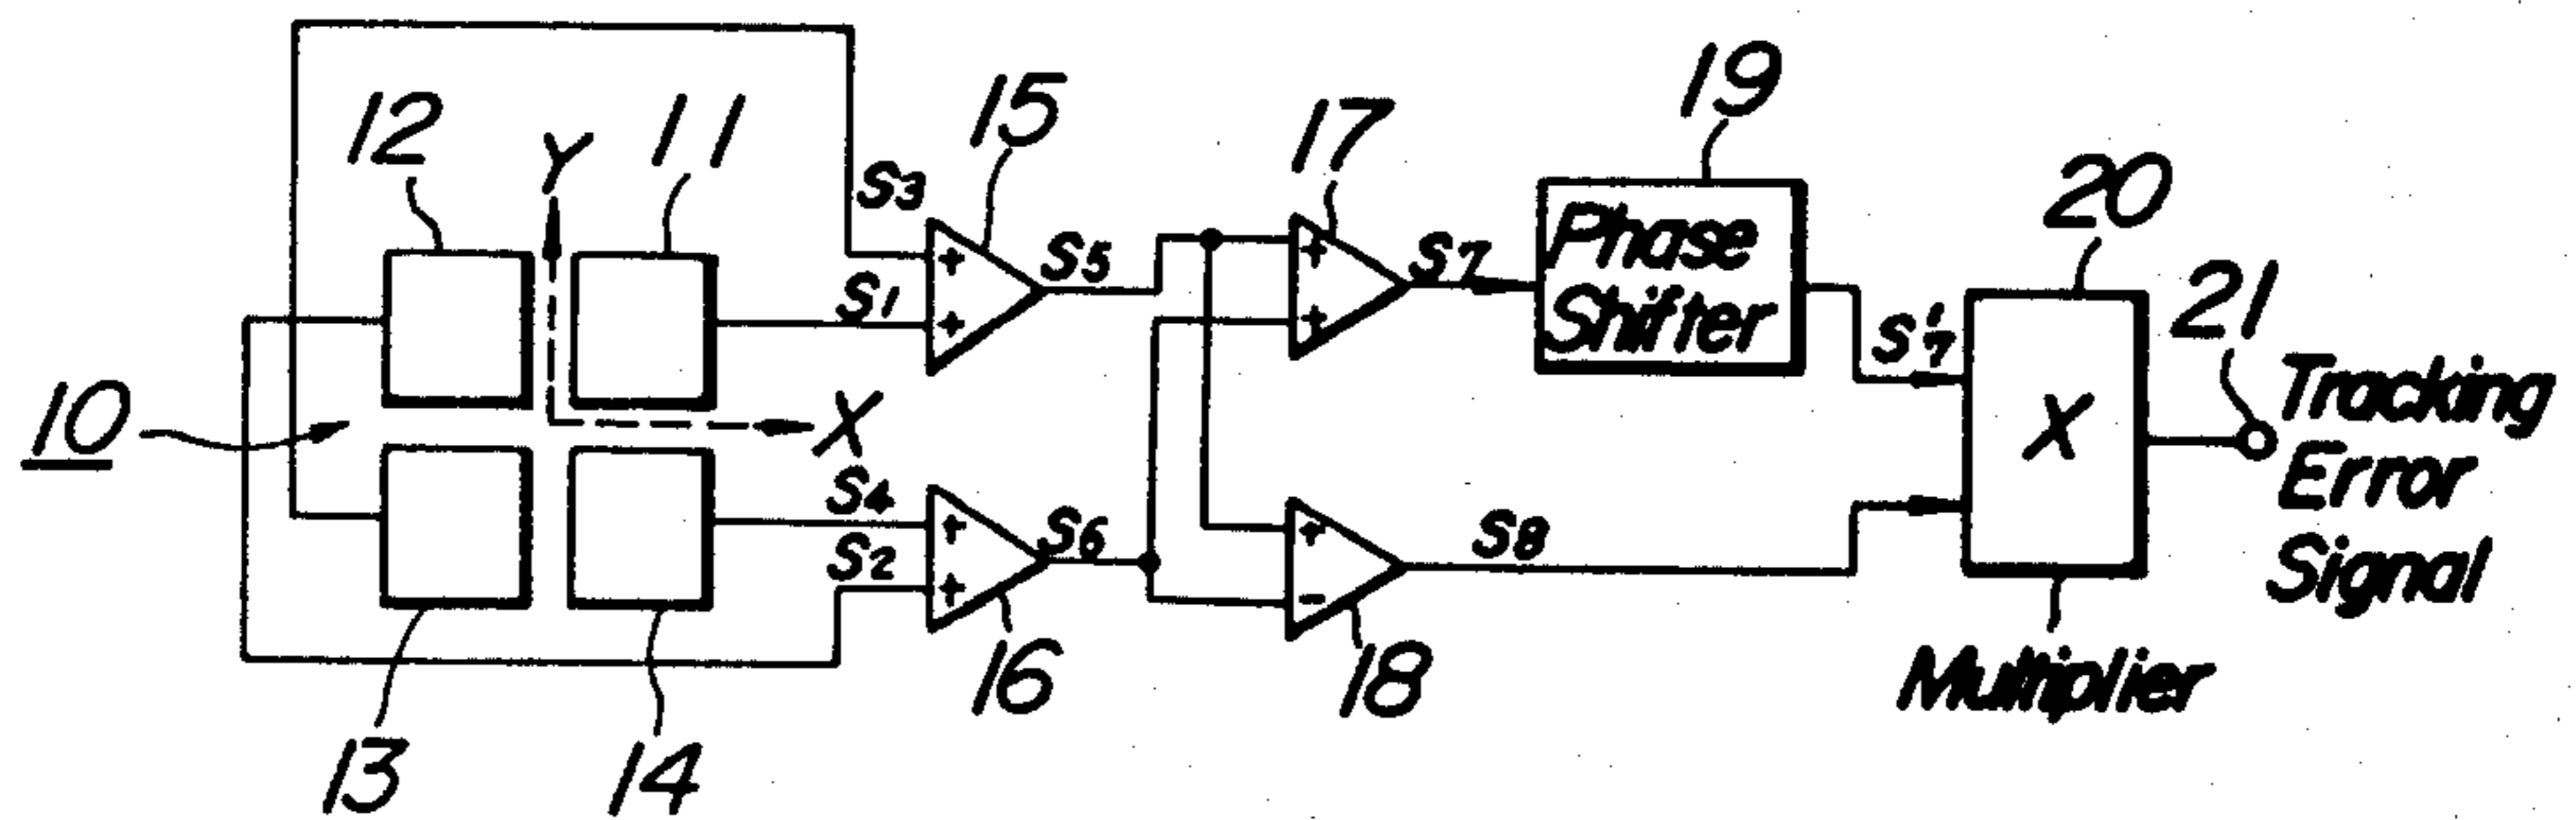 12
Y
11
S3
15
S1
S5
17
S7
19
Phase
Shifter
S'7
20
X
21
Tracking
Error
Signal
10
X
S4
S2
S6
16
+
+
+
+
+
+
+
-
18
S8
Multiplier
13
14